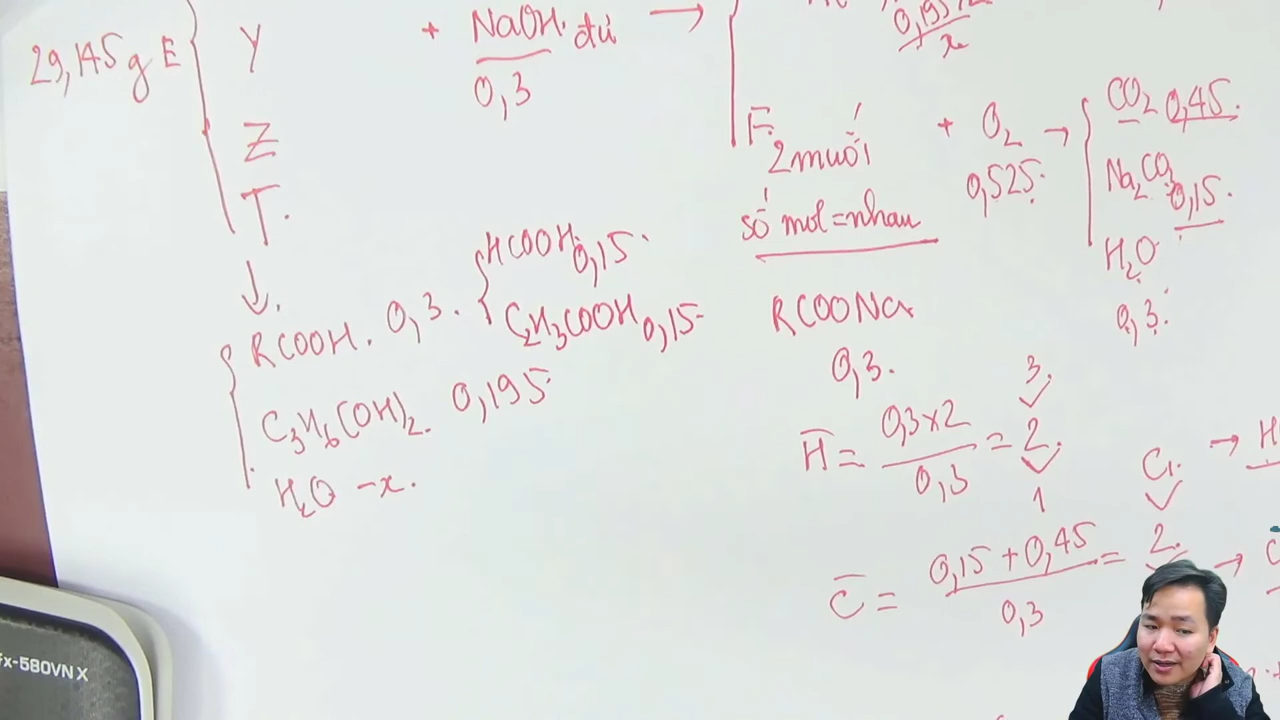 29,145 g E { Y + NaOH đủ →
Z 0,3
T.
0,195
x
F 2 muối + O2 → CO2 0,45.
0,525. Na2CO3 0,15.
số mol = nhau H2O
0,3.
↓
RCOOH. 0,3. { HCOOH 0,15.
C2H3COOH 0,15
C3H6(OH)2. 0,195
H2O -x.
RCOONa
0,3.
3.
H̅ = 0,3x2 / 0,3 = 2.
1
C1. → H
C̅ = 0,15 + 0,45 / 0,3 = 2. → C
fx-580VN X